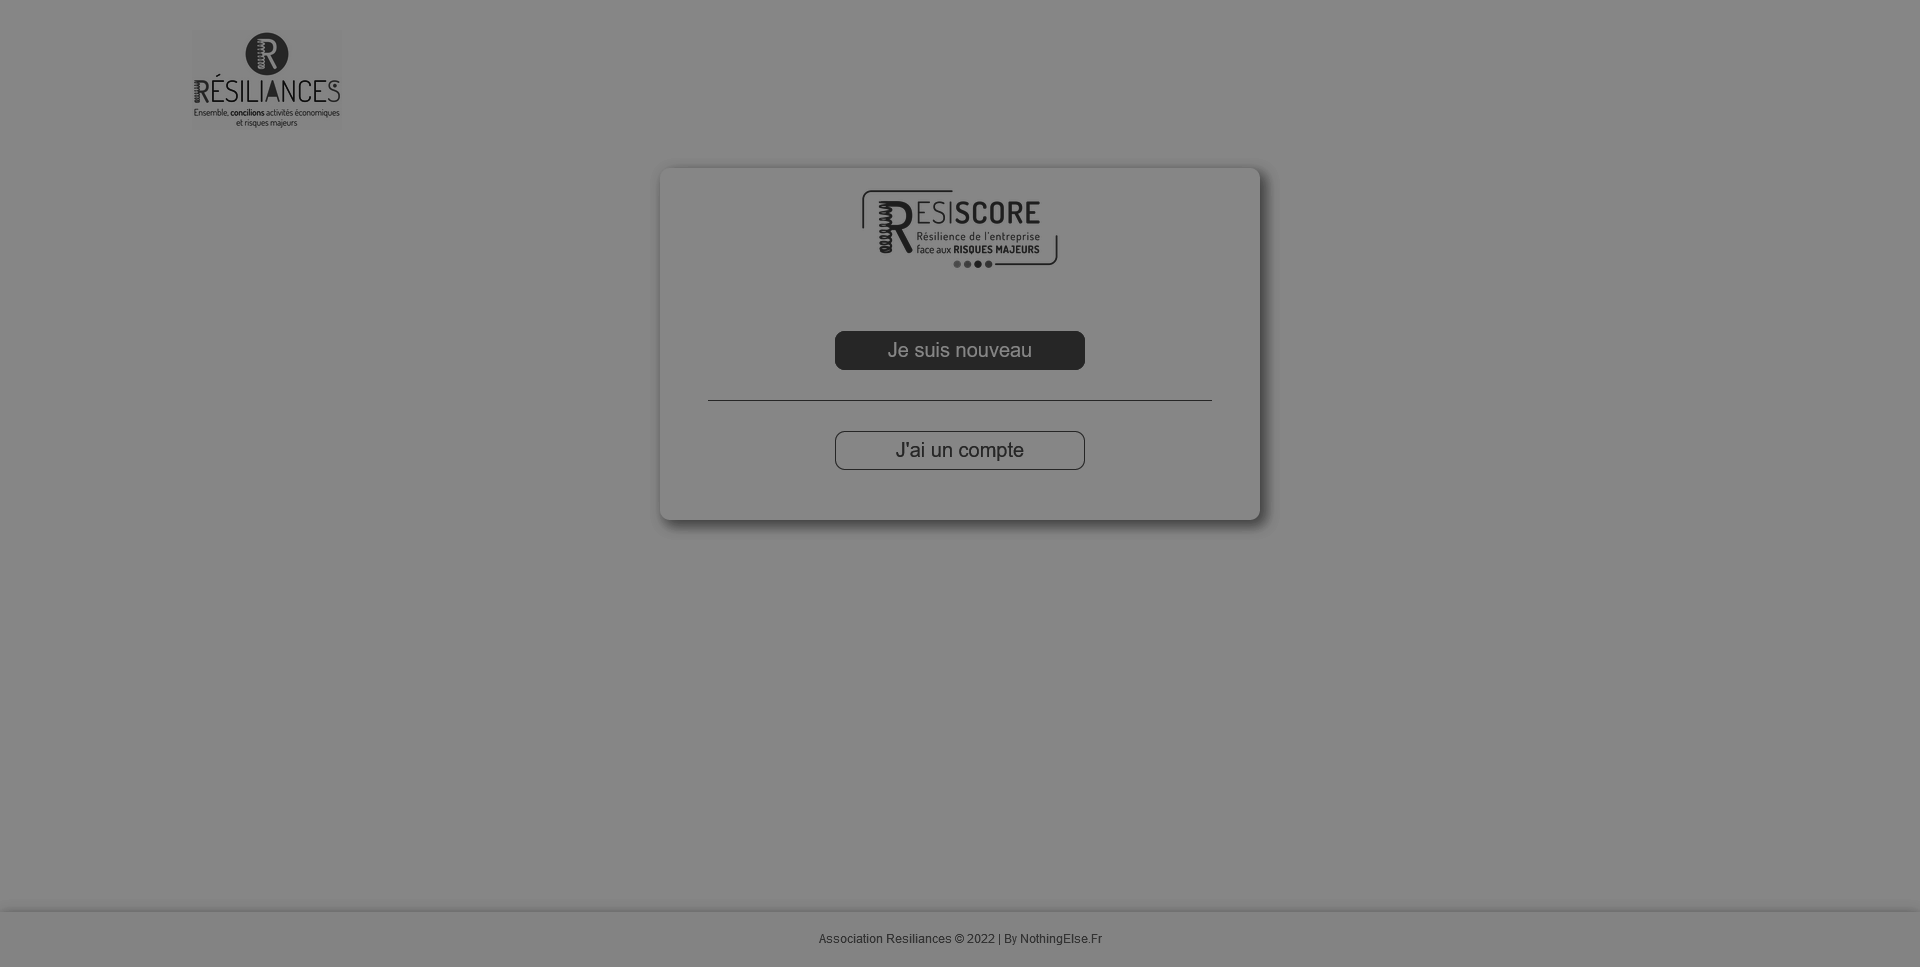 R
RÉSILIANCES
Ensemble, concilions activités économiques
et risques majeurs
RESISCORE
Résilience de l'entreprise
face aux RISQUES MAJEURS
Je suis nouveau
J'ai un compte
Association Resiliances © 2022 | By NothingElse.Fr